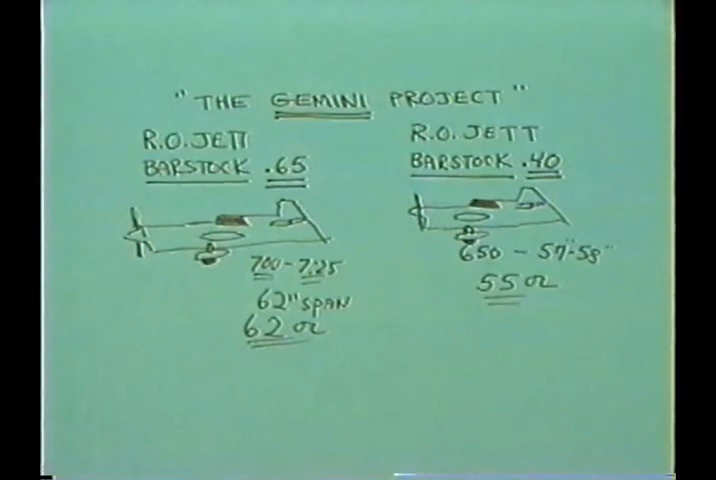 "THE GEMINI PROJECT"
R.O. JETT
BARSTOCK .65
700-725
62" SPAN
62 oz
R.O. JETT
BARSTOCK .40
650 - 57"-58"
55 oz